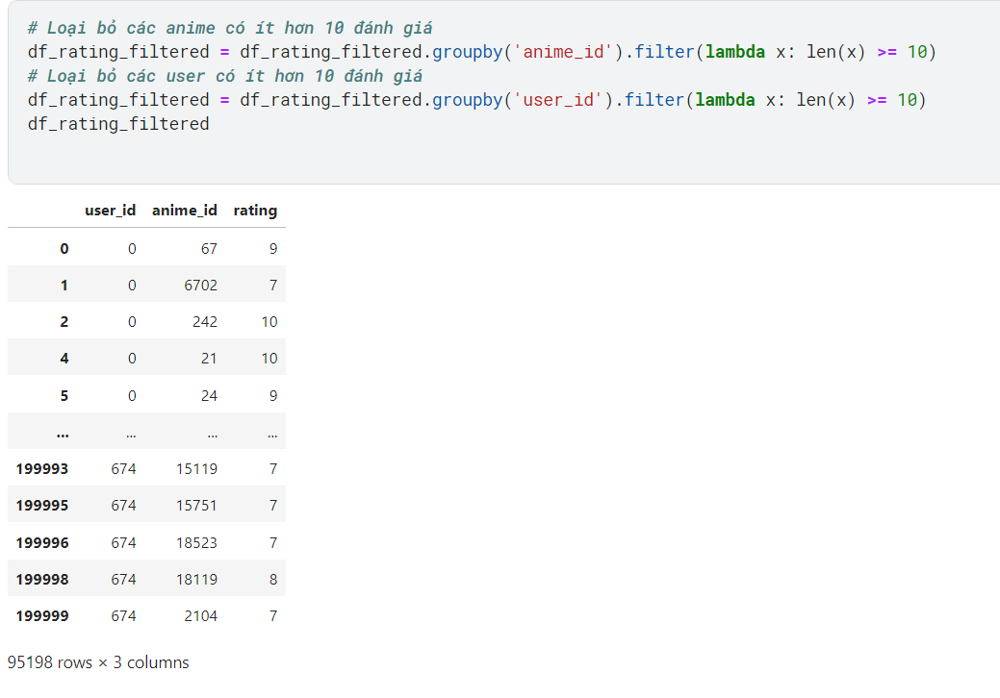 # Loại bỏ các anime có ít hơn 10 đánh giá
df_rating_filtered = df_rating_filtered.groupby('anime_id').filter(lambda x: len(x) >= 10)
# Loại bỏ các user có ít hơn 10 đánh giá
df_rating_filtered = df_rating_filtered.groupby('user_id').filter(lambda x: len(x) >= 10)
df_rating_filtered
user_id anime_id rating
0 0 67 9
1 0 6702 7
2 0 242 10
4 0 21 10
5 0 24 9
... ... ... ...
199993 674 15119 7
199995 674 15751 7
199996 674 18523 7
199998 674 18119 8
199999 674 2104 7
95198 rows × 3 columns